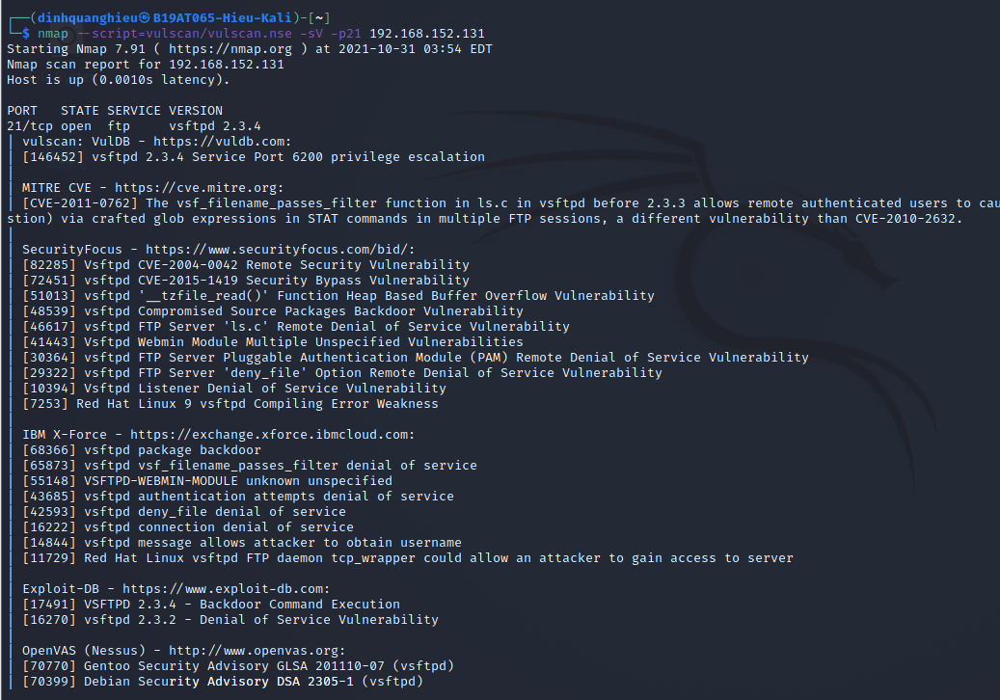 ┌──(dinhquanghieu㉿B19AT065-Hieu-Kali)-[~]
└─$ nmap --script=vulscan/vulscan.nse -sV -p21 192.168.152.131
Starting Nmap 7.91 ( https://nmap.org ) at 2021-10-31 03:54 EDT
Nmap scan report for 192.168.152.131
Host is up (0.0010s latency).

PORT   STATE SERVICE VERSION
21/tcp open  ftp     vsftpd 2.3.4
| vulscan: VulDB - https://vuldb.com:
| [146452] vsftpd 2.3.4 Service Port 6200 privilege escalation
|
| MITRE CVE - https://cve.mitre.org:
| [CVE-2011-0762] The vsf_filename_passes_filter function in ls.c in vsftpd before 2.3.3 allows remote authenticated users to cau
stion) via crafted glob expressions in STAT commands in multiple FTP sessions, a different vulnerability than CVE-2010-2632.
|
| SecurityFocus - https://www.securityfocus.com/bid/:
| [82285] Vsftpd CVE-2004-0042 Remote Security Vulnerability
| [72451] vsftpd CVE-2015-1419 Security Bypass Vulnerability
| [51013] vsftpd '__tzfile_read()' Function Heap Based Buffer Overflow Vulnerability
| [48539] vsftpd Compromised Source Packages Backdoor Vulnerability
| [46617] vsftpd FTP Server 'ls.c' Remote Denial of Service Vulnerability
| [41443] Vsftpd Webmin Module Multiple Unspecified Vulnerabilities
| [30364] vsftpd FTP Server Pluggable Authentication Module (PAM) Remote Denial of Service Vulnerability
| [29322] vsftpd FTP Server 'deny_file' Option Remote Denial of Service Vulnerability
| [10394] Vsftpd Listener Denial of Service Vulnerability
| [7253] Red Hat Linux 9 vsftpd Compiling Error Weakness
|
| IBM X-Force - https://exchange.xforce.ibmcloud.com:
| [68366] vsftpd package backdoor
| [65873] vsftpd vsf_filename_passes_filter denial of service
| [55148] VSFTPD-WEBMIN-MODULE unknown unspecified
| [43685] vsftpd authentication attempts denial of service
| [42593] vsftpd deny_file denial of service
| [16222] vsftpd connection denial of service
| [14844] vsftpd message allows attacker to obtain username
| [11729] Red Hat Linux vsftpd FTP daemon tcp_wrapper could allow an attacker to gain access to server
|
| Exploit-DB - https://www.exploit-db.com:
| [17491] VSFTPD 2.3.4 - Backdoor Command Execution
| [16270] vsftpd 2.3.2 - Denial of Service Vulnerability
|
| OpenVAS (Nessus) - http://www.openvas.org:
| [70770] Gentoo Security Advisory GLSA 201110-07 (vsftpd)
| [70399] Debian Security Advisory DSA 2305-1 (vsftpd)